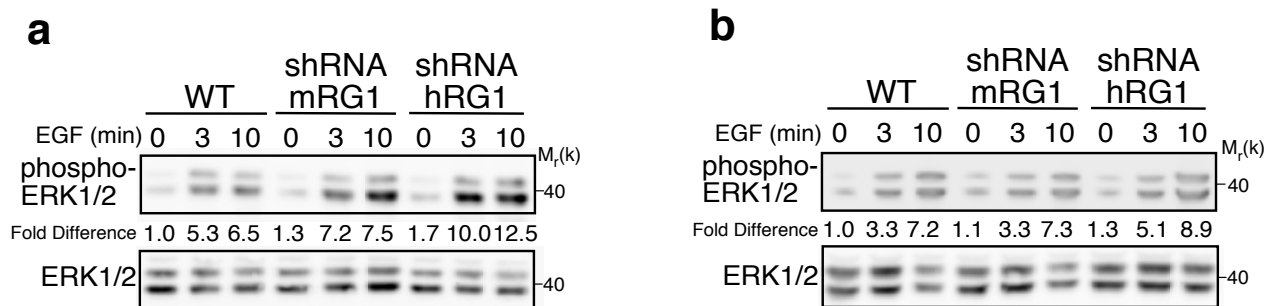 a
WT
shRNA mRG1
shRNA hRG1
EGF (min) 0 3 10 0 3 10 0 3 10
phospho-ERK1/2
Mr(k)
40
Fold Difference 1.0 5.3 6.5 1.3 7.2 7.5 1.7 10.0 12.5
ERK1/2
40
b
WT
shRNA mRG1
shRNA hRG1
EGF (min) 0 3 10 0 3 10 0 3 10
phospho-ERK1/2
Mr(k)
40
Fold Difference 1.0 3.3 7.2 1.1 3.3 7.3 1.3 5.1 8.9
ERK1/2
40